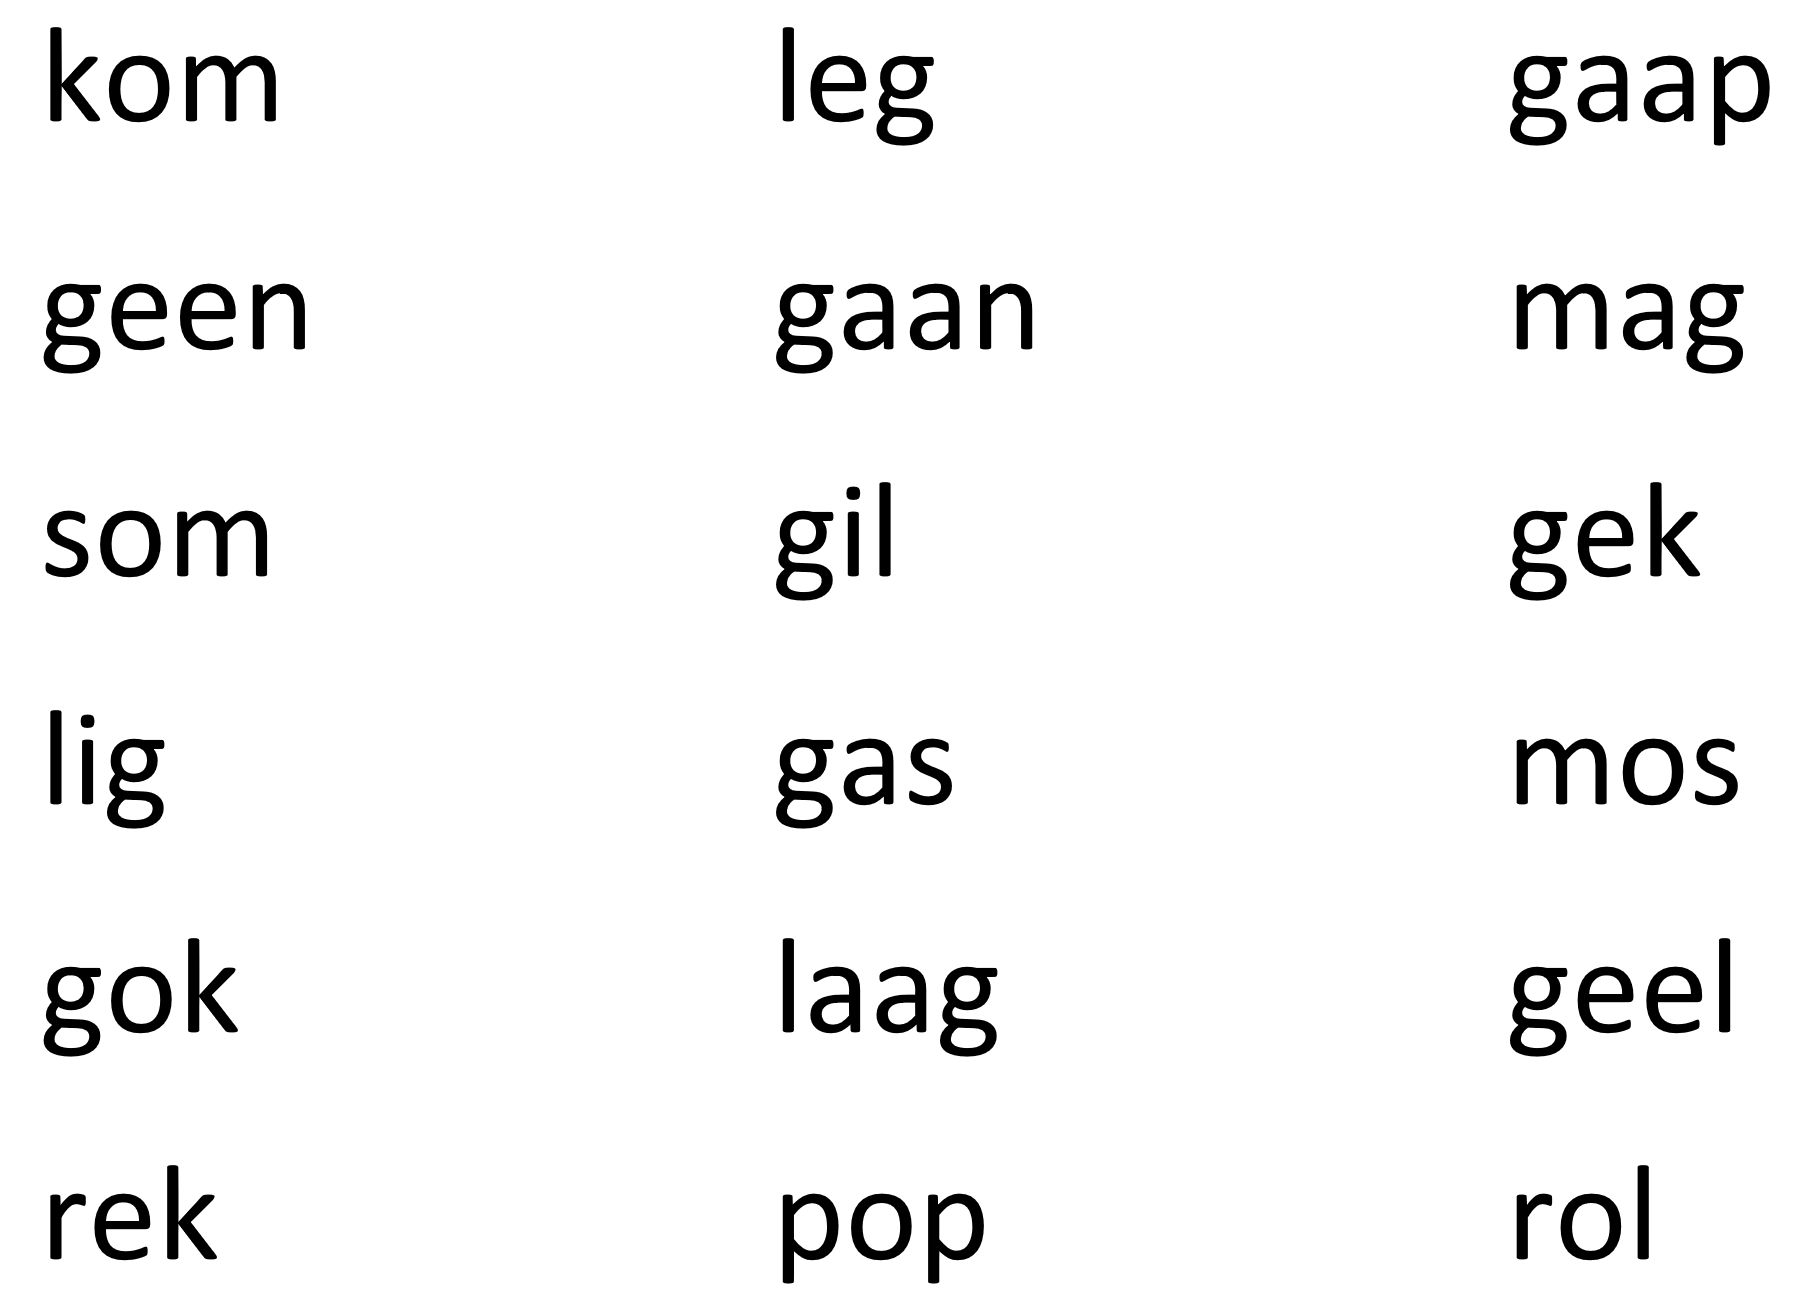 kom leg gaap
geen gaan mag
som gil gek
lig gas mos
gok laag geel
rek pop rol